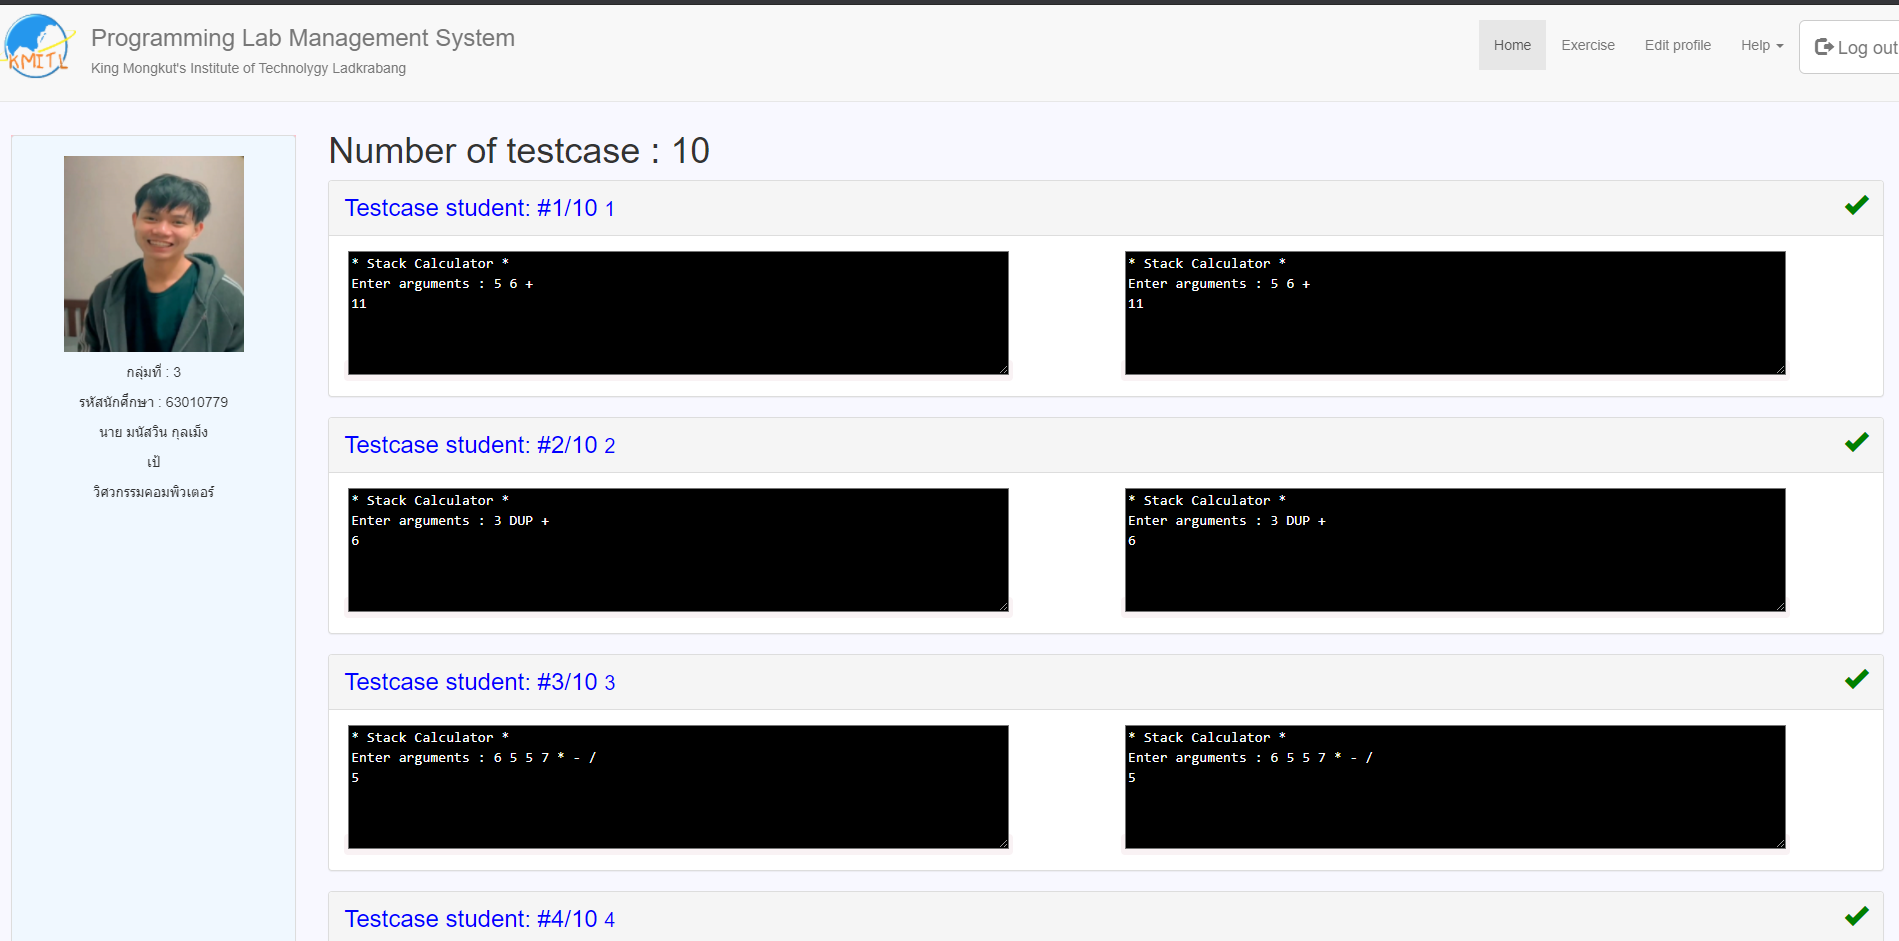 KMITL
Programming Lab Management System
King Mongkut's Institute of Technolygy Ladkrabang
Home
Exercise
Edit profile
Help
Log out
กลุ่มที่ : 3
รหัสนักศึกษา : 63010779
นาย มนัสวิน กุลเม็ง
เป้
วิศวกรรมคอมพิวเตอร์
Number of testcase : 10
Testcase student: #1/10 1
* Stack Calculator *
Enter arguments : 5 6 +
11
* Stack Calculator *
Enter arguments : 5 6 +
11
Testcase student: #2/10 2
* Stack Calculator *
Enter arguments : 3 DUP +
6
* Stack Calculator *
Enter arguments : 3 DUP +
6
Testcase student: #3/10 3
* Stack Calculator *
Enter arguments : 6 5 5 7 * - /
5
* Stack Calculator *
Enter arguments : 6 5 5 7 * - /
5
Testcase student: #4/10 4